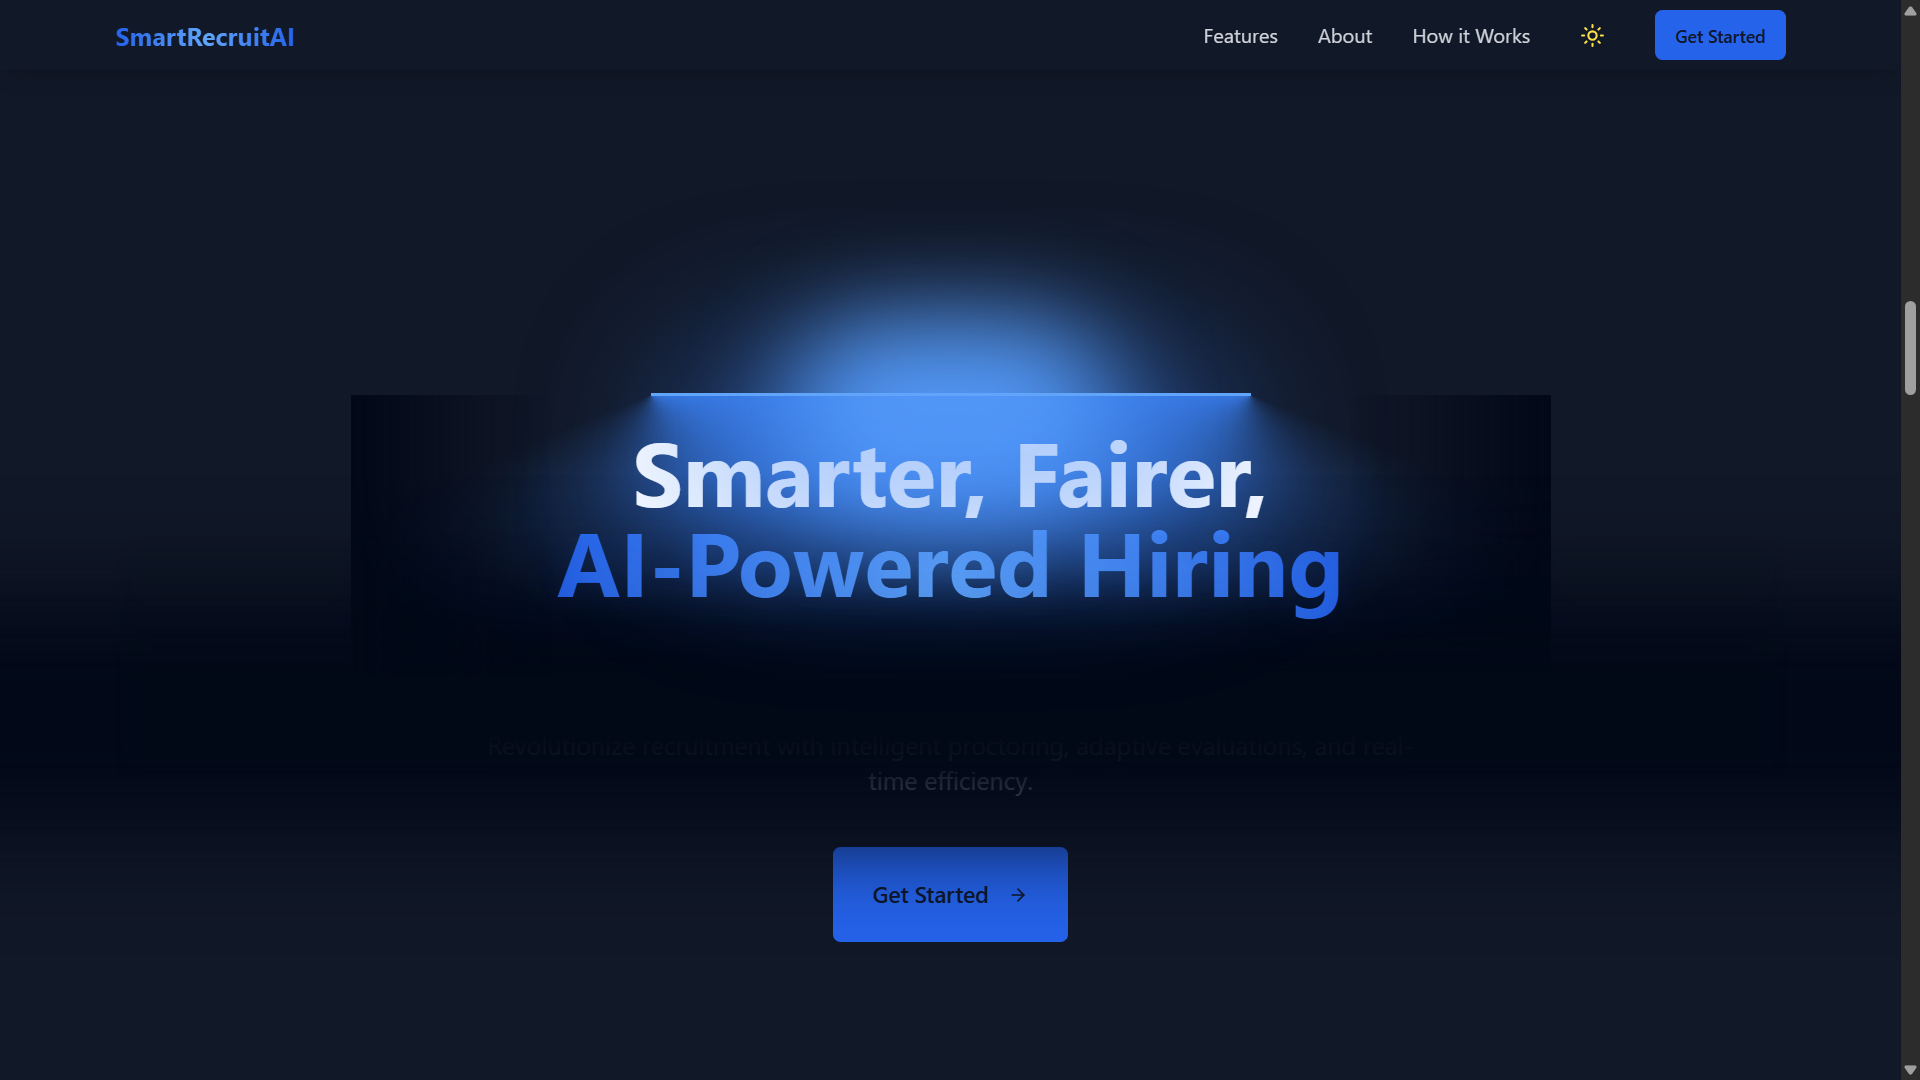 SmartRecruitAI
Features
About
How it Works
Get Started
Smarter, Fairer,
AI-Powered Hiring
Revolutionize recruitment with intelligent proctoring, adaptive evaluations, and real-
time efficiency.
Get Started